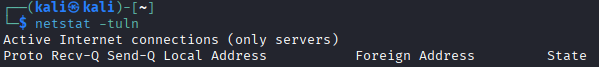 ┌──(kali㉿kali)-[~]
└─$ netstat -tuln
Active Internet connections (only servers)
Proto Recv-Q Send-Q Local Address           Foreign Address         State